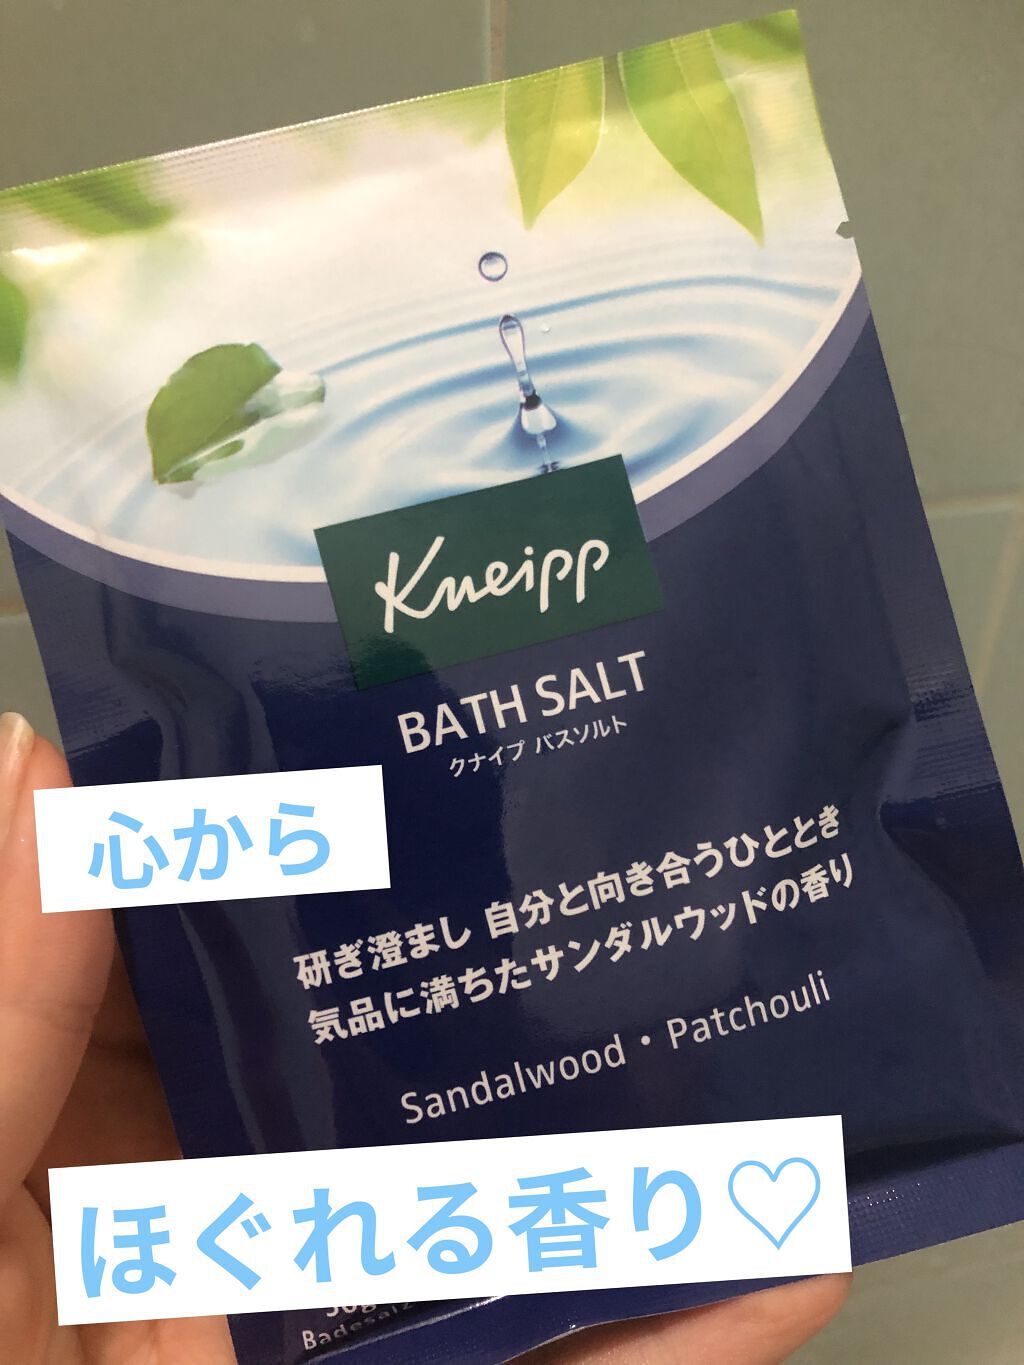 Kneipp
BATH SALT
クナイプ バスソルト
心から
研ぎ澄まし 自分と向き合うひととき
気品に満ちたサンダルウッドの香り
Sandalwood・Patchouli
ほぐれる香り♡
Badesalz